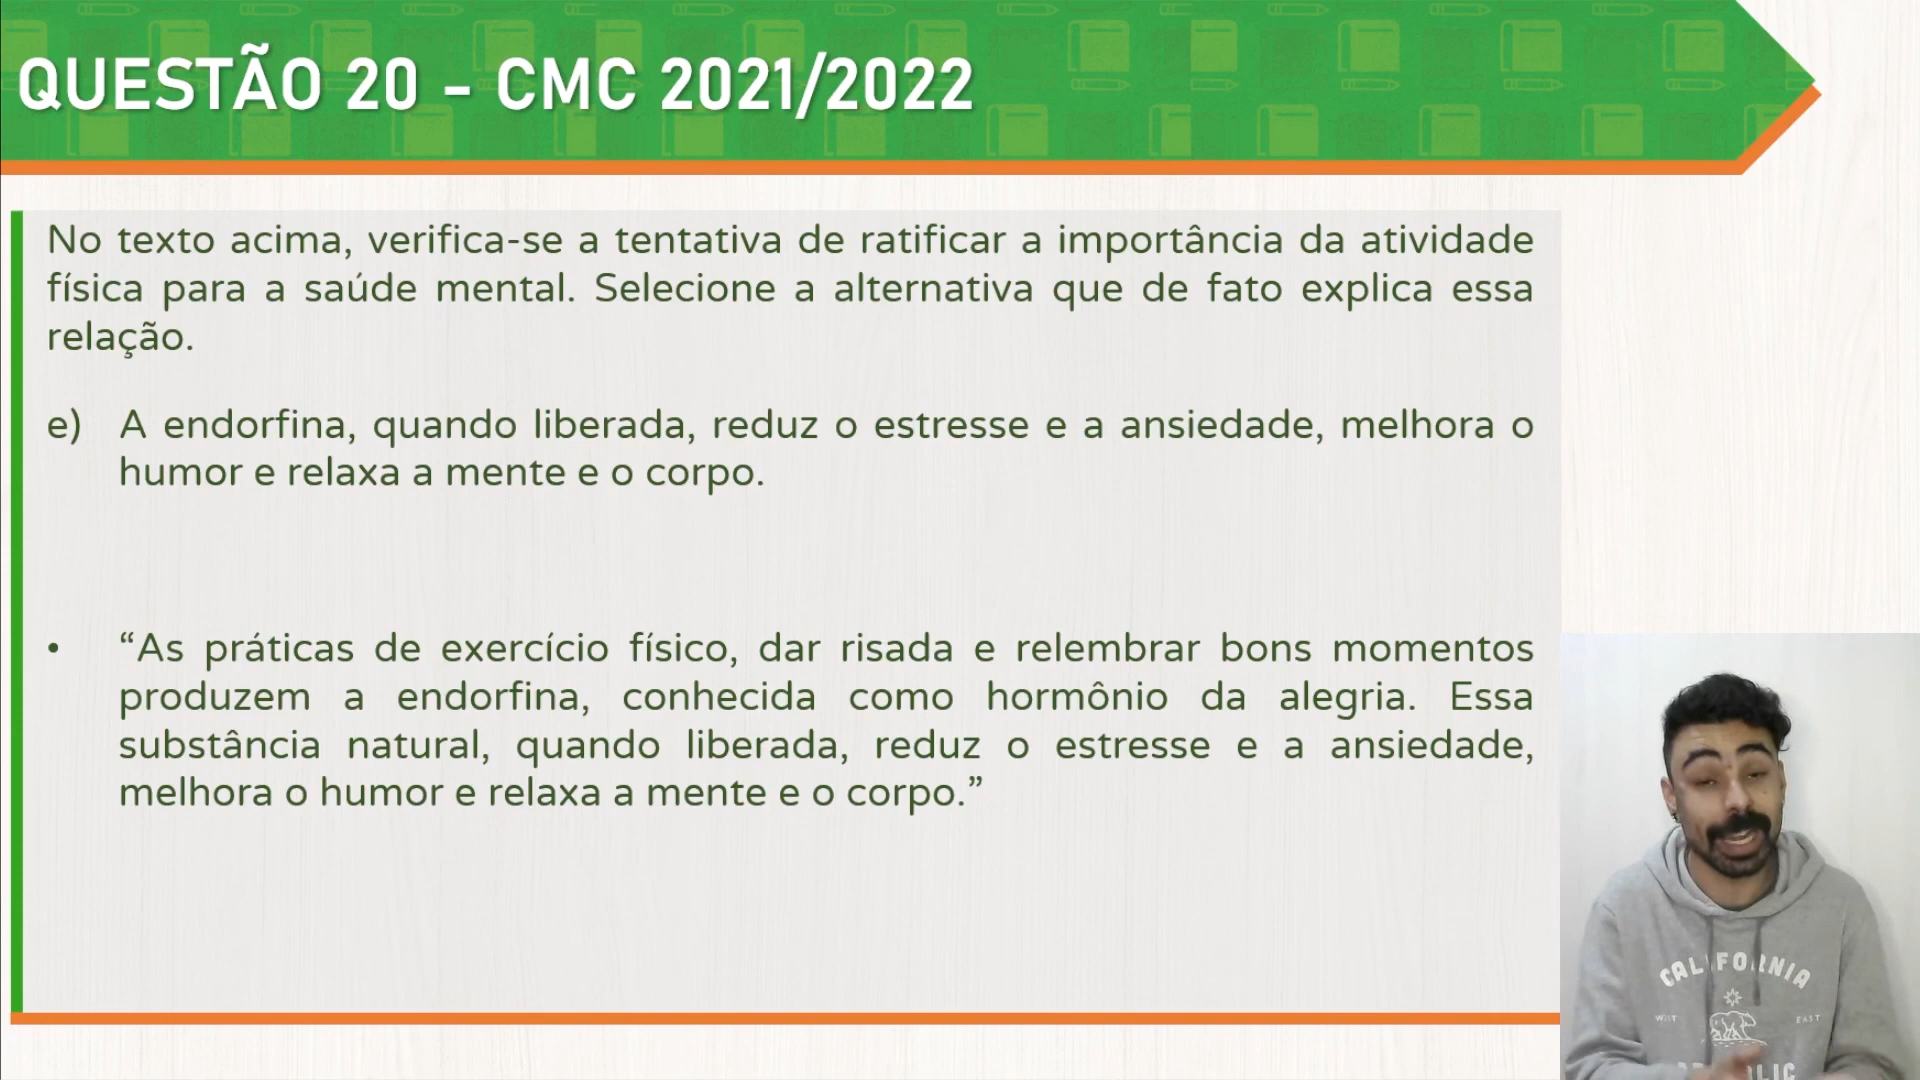 QUESTÃO 20 - CMC 2021/2022
No texto acima, verifica-se a tentativa de ratificar a importância da atividade
física para a saúde mental. Selecione a alternativa que de fato explica essa
relação.
e) A endorfina, quando liberada, reduz o estresse e a ansiedade, melhora o
humor e relaxa a mente e o corpo.
• “As práticas de exercício físico, dar risada e relembrar bons momentos
produzem a endorfina, conhecida como hormônio da alegria. Essa
substância natural, quando liberada, reduz o estresse e a ansiedade,
melhora o humor e relaxa a mente e o corpo.”
CALIFORNIA
WEST EAST